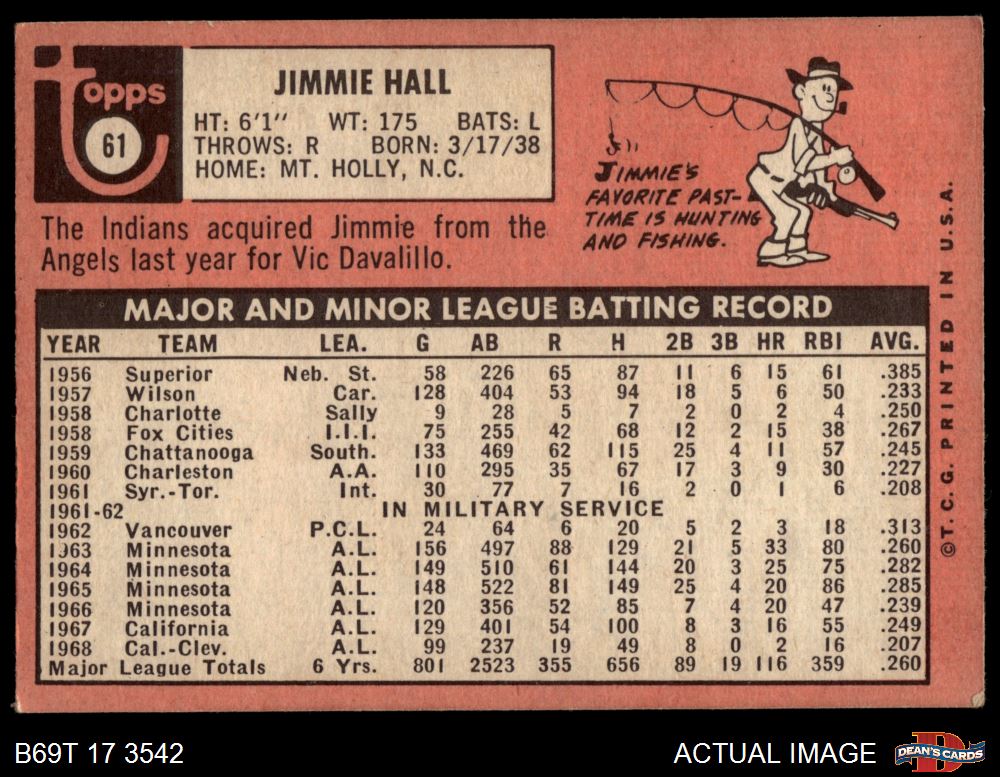 topps
61
JIMMIE HALL
HT: 6'1" WT: 175 BATS: L
THROWS: R BORN: 3/17/38
HOME: MT. HOLLY, N.C.
The Indians acquired Jimmie from the
Angels last year for Vic Davalillo.
JIMMIE'S
FAVORITE PAST-
TIME IS HUNTING
AND FISHING.
MAJOR AND MINOR LEAGUE BATTING RECORD
YEAR TEAM LEA. G AB R H 2B 3B HR RBI AVG.
1956 Superior Neb. St. 58 226 65 87 11 6 15 61 .385
1957 Wilson Car. 128 404 53 94 18 5 6 50 .233
1958 Charlotte Sally 9 28 5 7 2 0 2 4 .250
1958 Fox Cities I.I.I. 75 255 42 68 12 2 15 38 .267
1959 Chattanooga South. 133 469 62 115 25 4 11 57 .245
1960 Charleston A.A. 110 295 35 67 17 3 9 30 .227
1961 Syr.-Tor. Int. 30 77 7 16 2 0 1 6 .208
1961-62 IN MILITARY SERVICE
1962 Vancouver P.C.L. 24 64 6 20 5 2 3 18 .313
1963 Minnesota A.L. 156 497 88 129 21 5 33 80 .260
1964 Minnesota A.L. 149 510 61 144 20 3 25 75 .282
1965 Minnesota A.L. 148 522 81 149 25 4 20 86 .285
1966 Minnesota A.L. 120 356 52 85 7 4 20 47 .239
1967 California A.L. 129 401 54 100 8 3 16 55 .249
1968 Cal.-Clev. A.L. 99 237 19 49 8 0 2 16 .207
Major League Totals 6 Yrs. 801 2523 355 656 89 19 116 359 .260
©T.C.G. PRINTED IN U.S.A.
B69T 17 3542
ACTUAL IMAGE
DEAN'S CARDS